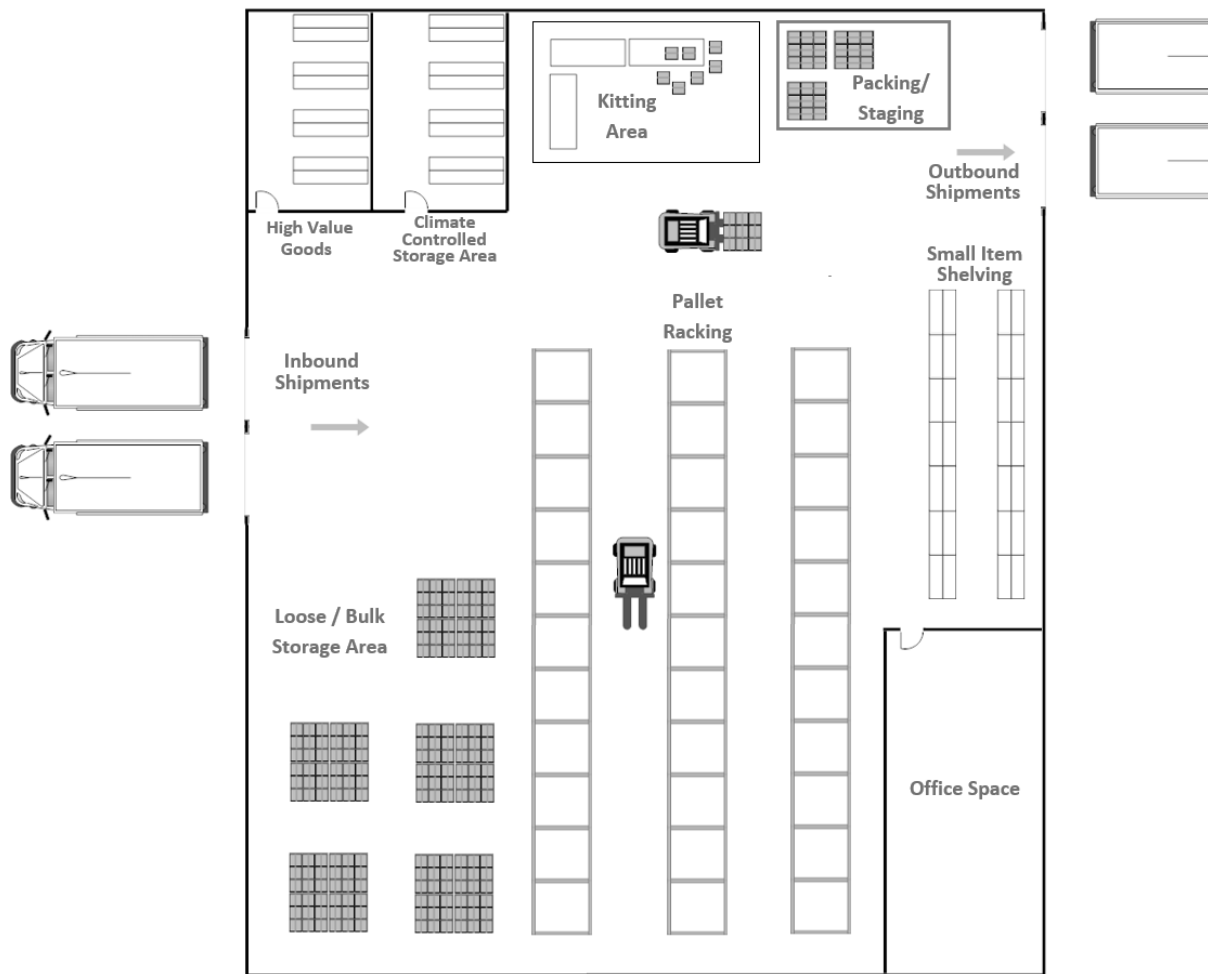 Kitting
Area
Packing/
Staging
High Value
Goods
Climate
Controlled
Storage Area
Outbound
Shipments
Small Item
Shelving
Pallet
Racking
Inbound
Shipments
Loose / Bulk
Storage Area
Office Space